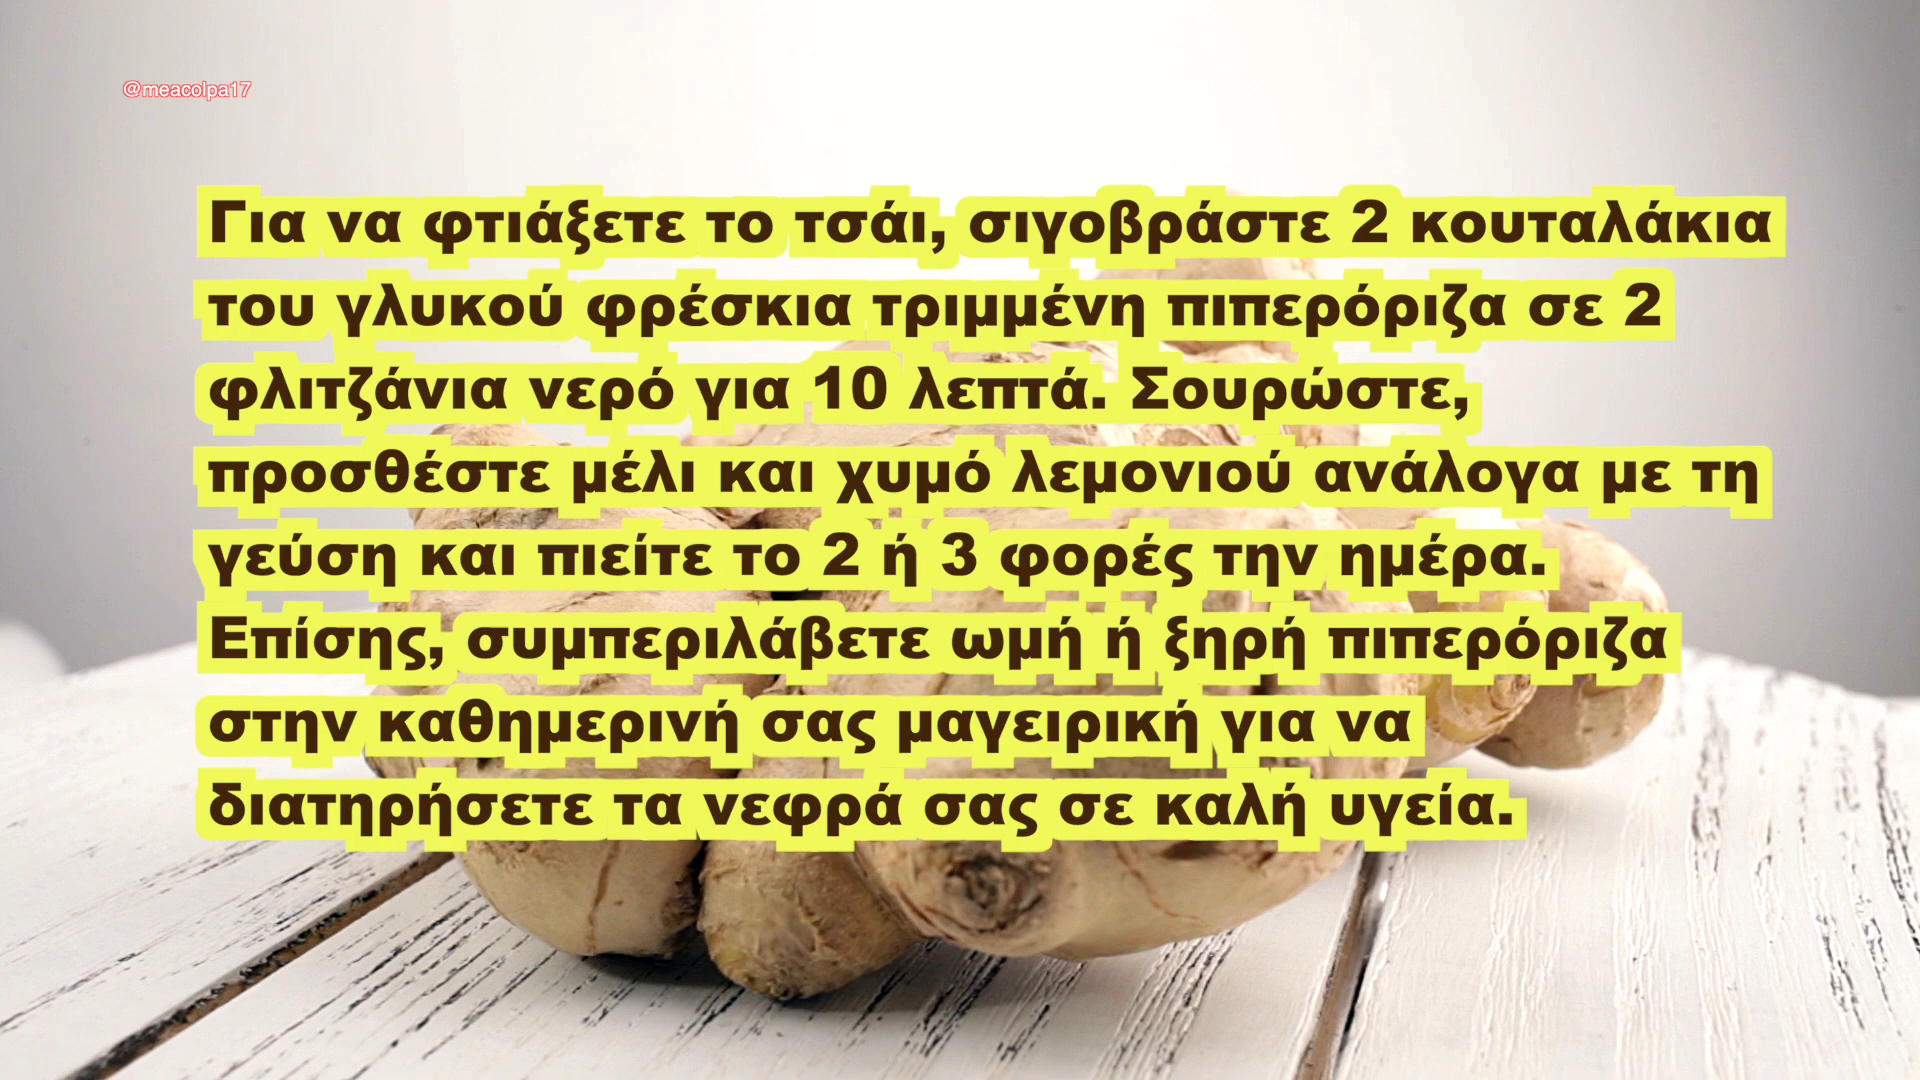 @meacolpa17
Για να φτιάξετε το τσάι, σιγοβράστε 2 κουταλάκια
του γλυκού φρέσκια τριμμένη πιπερόριζα σε 2
φλιτζάνια νερό για 10 λεπτά. Σουρώστε,
προσθέστε μέλι και χυμό λεμονιού ανάλογα με τη
γεύση και πιείτε το 2 ή 3 φορές την ημέρα.
Επίσης, συμπεριλάβετε ωμή ή ξηρή πιπερόριζα
στην καθημερινή σας μαγειρική για να
διατηρήσετε τα νεφρά σας σε καλή υγεία.